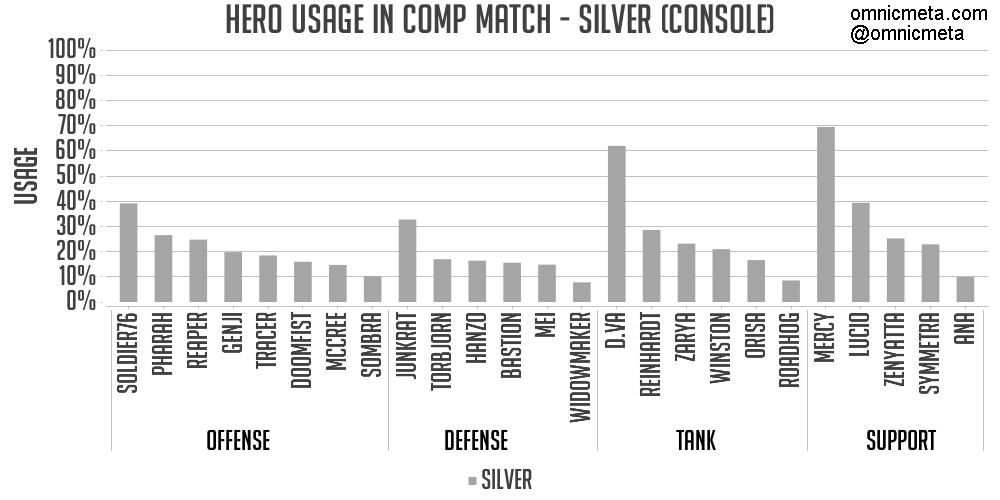 HERO USAGE IN COMP MATCH - SILVER (CONSOLE)
omnicmeta.com
@omnicmeta
USAGE
100%
90%
80%
70%
60%
50%
40%
30%
20%
10%
0%
SOLDIER76
PHARAH
REAPER
GENJI
TRACER
DOOMFIST
MCCREE
SOMBRA
JUNKRAT
TORBJORN
HANZO
BASTION
MEI
WIDOWMAKER
D.VA
REINHARDT
ZARYA
WINSTON
ORISA
ROADHOG
MERCY
LUCIO
ZENYATTA
SYMMETRA
ANA
OFFENSE
DEFENSE
TANK
SUPPORT
SILVER